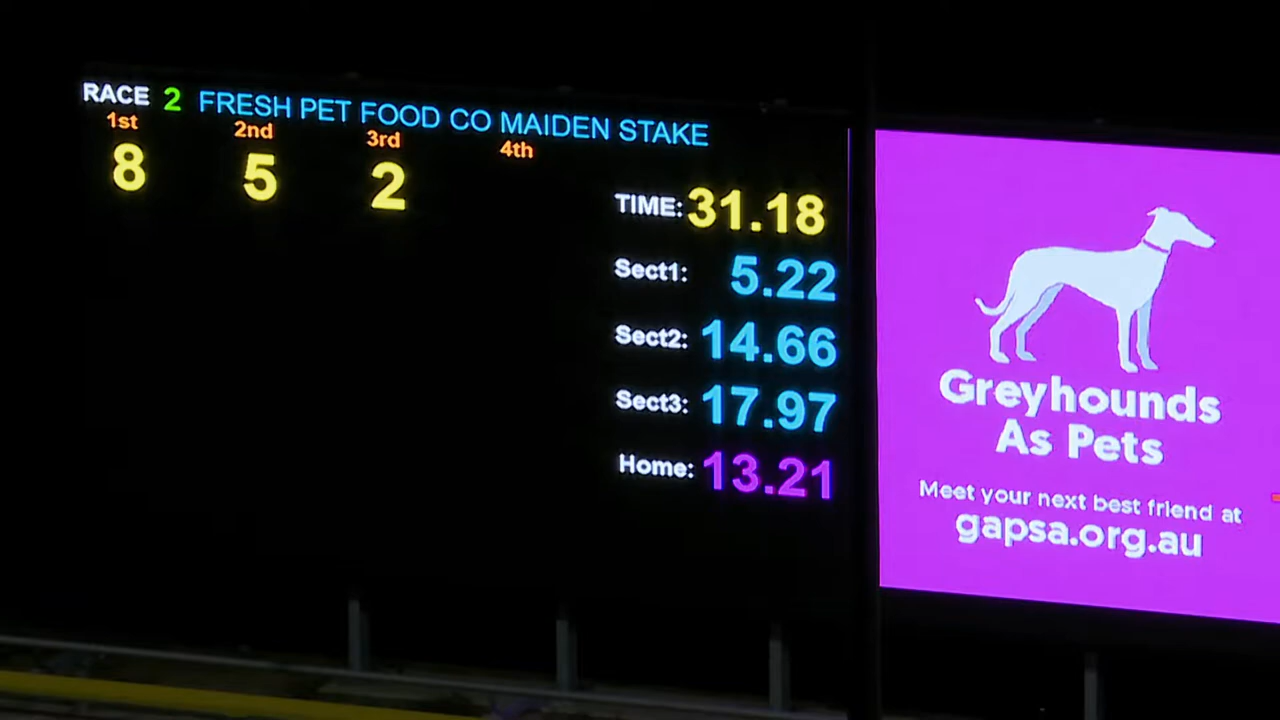 RACE 2 FRESH PET FOOD CO MAIDEN STAKE
1st 2nd 3rd 4th
8 5 2
TIME: 31.18
Sect1: 5.22
Sect2: 14.66
Sect3: 17.97
Home: 13.21
Greyhounds
As Pets
Meet your next best friend at
gapsa.org.au